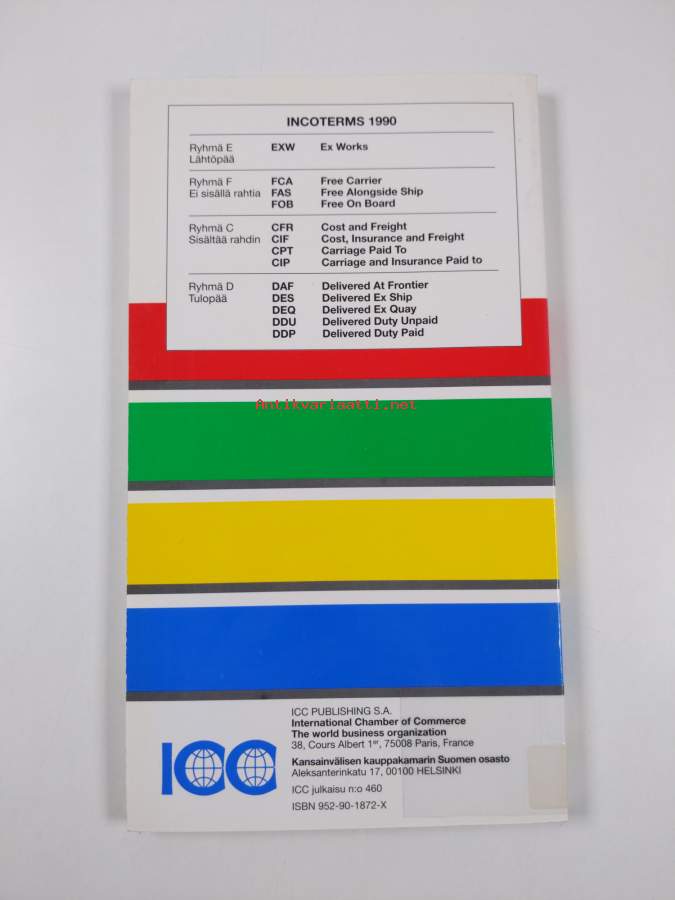 INCOTERMS 1990
Ryhmä E EXW Ex Works
Lähtöpää
Ryhmä F FCA Free Carrier
Ei sisällä rahtia FAS Free Alongside Ship
FOB Free On Board
Ryhmä C CFR Cost and Freight
Sisältää rahdin CIF Cost, Insurance and Freight
CPT Carriage Paid To
CIP Carriage and Insurance Paid to
Ryhmä D DAF Delivered At Frontier
Tulopää DES Delivered Ex Ship
DEQ Delivered Ex Quay
DDU Delivered Duty Unpaid
DDP Delivered Duty Paid
Antikvariaatti.net
ICC PUBLISHING S.A.
International Chamber of Commerce
The world business organization
38, Cours Albert 1er, 75008 Paris, France
ICC
Kansainvälisen kauppakamarin Suomen osasto
Aleksanterinkatu 17, 00100 HELSINKI
ICC julkaisu n:o 460
ISBN 952-90-1872-X